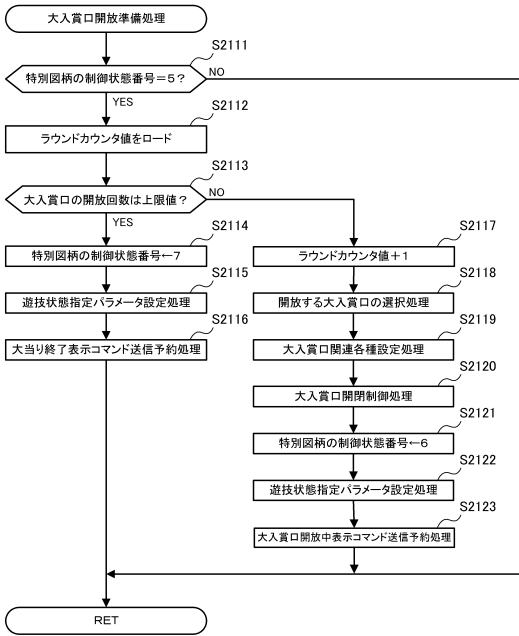 大入賞口開放準備処理
S2111
特別図柄の制御状態番号＝5？
NO
YES
S2112
ラウンドカウンタ値をロード
S2113
大入賞口の開放回数は上限値？
NO
YES
S2114
特別図柄の制御状態番号←7
S2115
遊技状態指定パラメータ設定処理
S2116
大当り終了表示コマンド送信予約処理
S2117
ラウンドカウンタ値＋1
S2118
開放する大入賞口の選択処理
S2119
大入賞口関連各種設定処理
S2120
大入賞口開閉制御処理
S2121
特別図柄の制御状態番号←6
S2122
遊技状態指定パラメータ設定処理
S2123
大入賞口開放中表示コマンド送信予約処理
RET